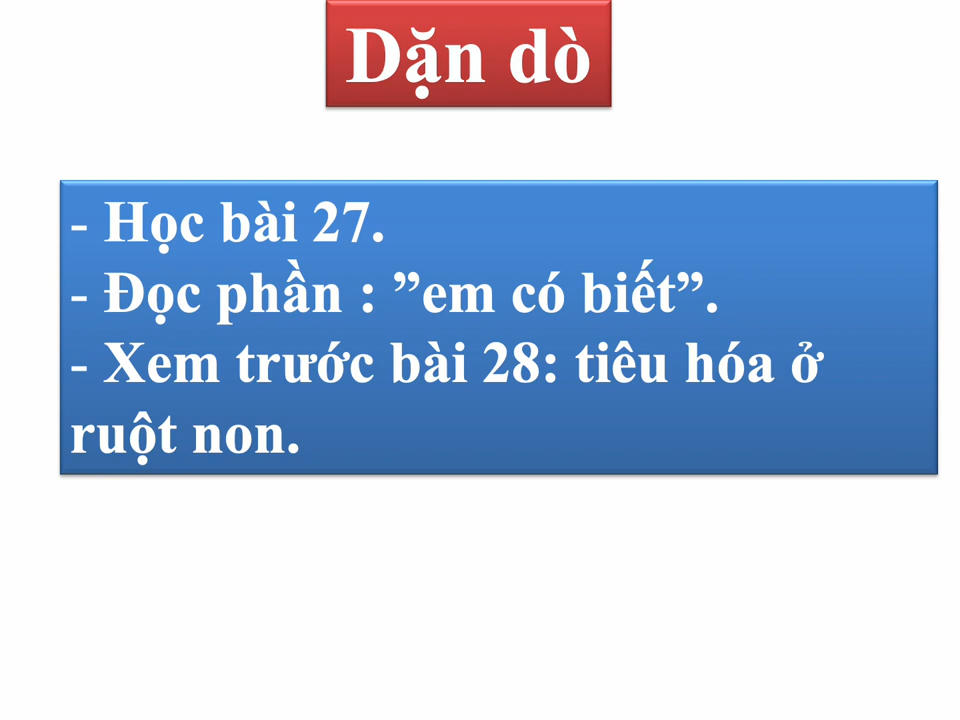 Dặn dò
- Học bài 27.
- Đọc phần : ”em có biết”.
- Xem trước bài 28: tiêu hóa ở
ruột non.